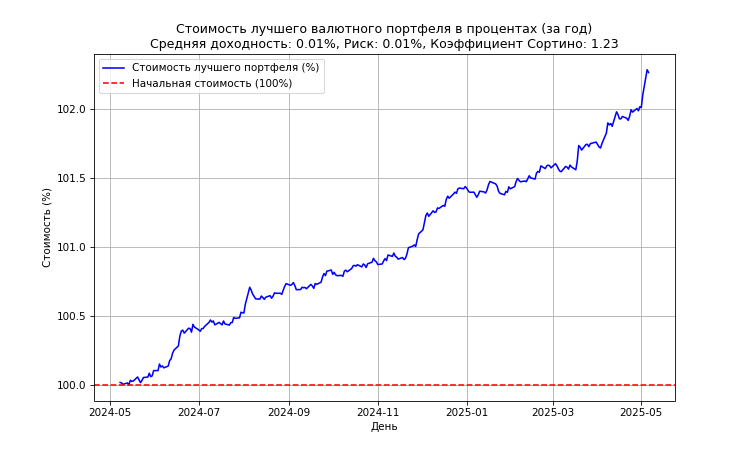 Стоимость лучшего валютного портфеля в процентах (за год)
Средняя доходность: 0.01%, Риск: 0.01%, Коэффициент Сортино: 1.23
Стоимость лучшего портфеля (%)
Начальная стоимость (100%)
102.0
101.5
101.0
100.5
100.0
Стоимость (%)
2024-05 2024-07 2024-09 2024-11 2025-01 2025-03 2025-05
День